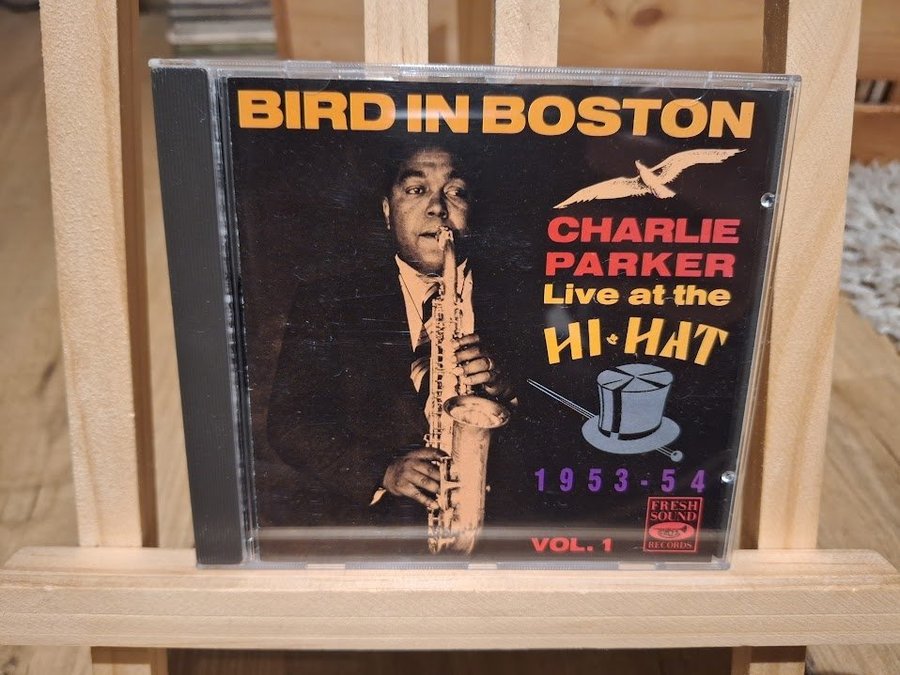 BIRD IN BOSTON
CHARLIE
PARKER
Live at the
HI-HAT
1953-54
FRESH
SOUND
RECORDS
VOL. 1